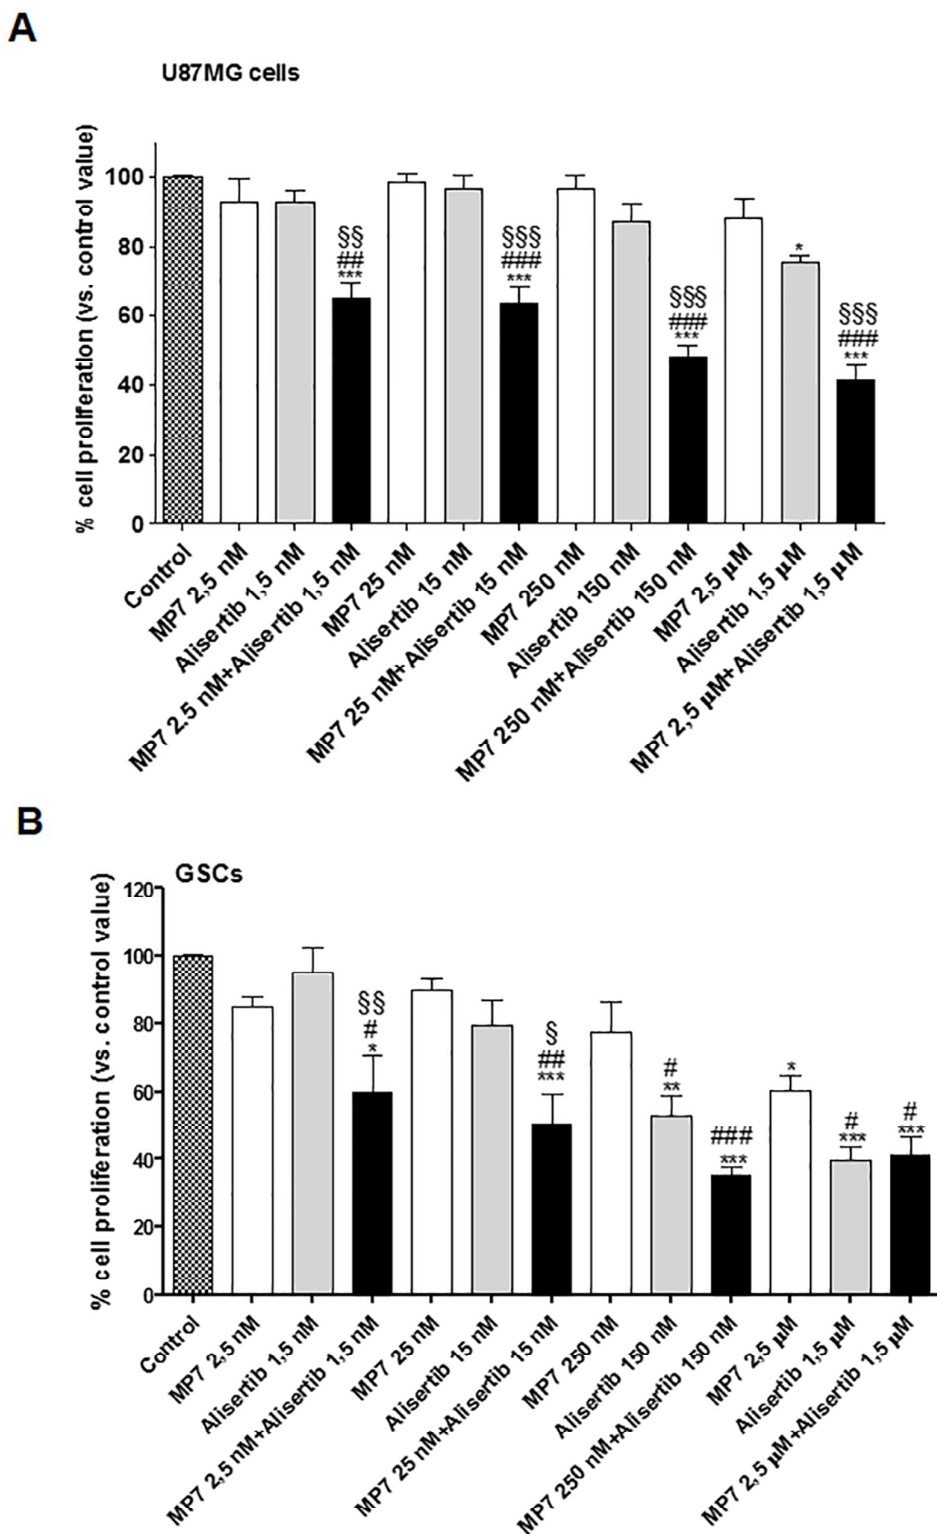 A
U87MG cells
% cell proliferation (vs. control value)
100
80
60
40
20
0
§§
##
***
§§§
###
***
§§§
###
***
*
§§§
###
***
Control
MP7 2,5 nM
Alisertib 1,5 nM
MP7 2.5 nM+Alisertib 1,5 nM
MP7 25 nM
Alisertib 15 nM
MP7 25 nM+Alisertib 15 nM
MP7 250 nM
Alisertib 150 nM
MP7 250 nM+Alisertib 150 nM
MP7 2,5 µM
Alisertib 1,5 µM
MP7 2,5 µM+Alisertib 1,5 µM
B
GSCs
% cell proliferation (vs. control value)
120
100
80
60
40
20
0
§§
#
*
§
##
***
#
**
###
***
*
#
***
#
***
Control
MP7 2,5 nM
Alisertib 1,5 nM
MP7 2,5 nM+Alisertib 1,5 nM
MP7 25 nM
Alisertib 15 nM
MP7 25 nM+Alisertib 15 nM
MP7 250 nM
Alisertib 150 nM
MP7 250 nM+Alisertib 150 nM
MP7 2,5 µM
Alisertib 1,5 µM
MP7 2,5 µM+Alisertib 1,5 µM